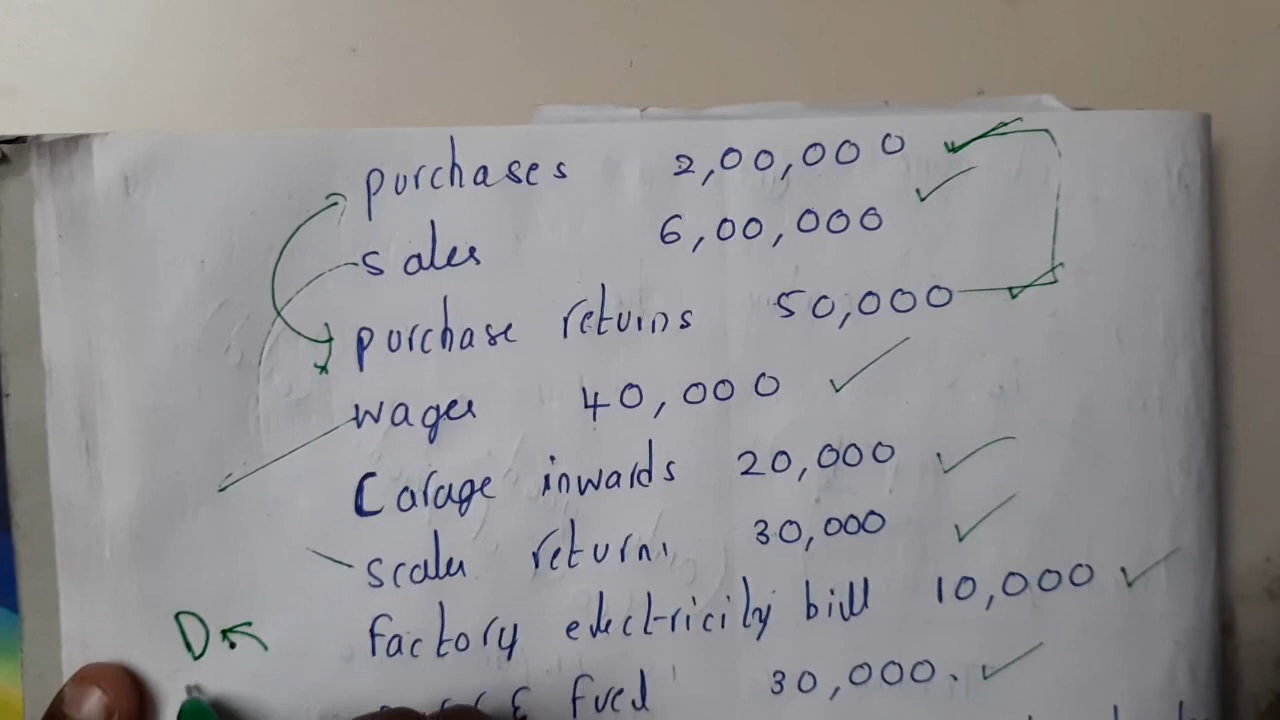 purchases 2,00,000
sales 6,00,000
purchase returns 50,000
wages 40,000
Carage inwards 20,000
scales return, 30,000
factory electricity bill 10,000
D
& fuel 30,000.